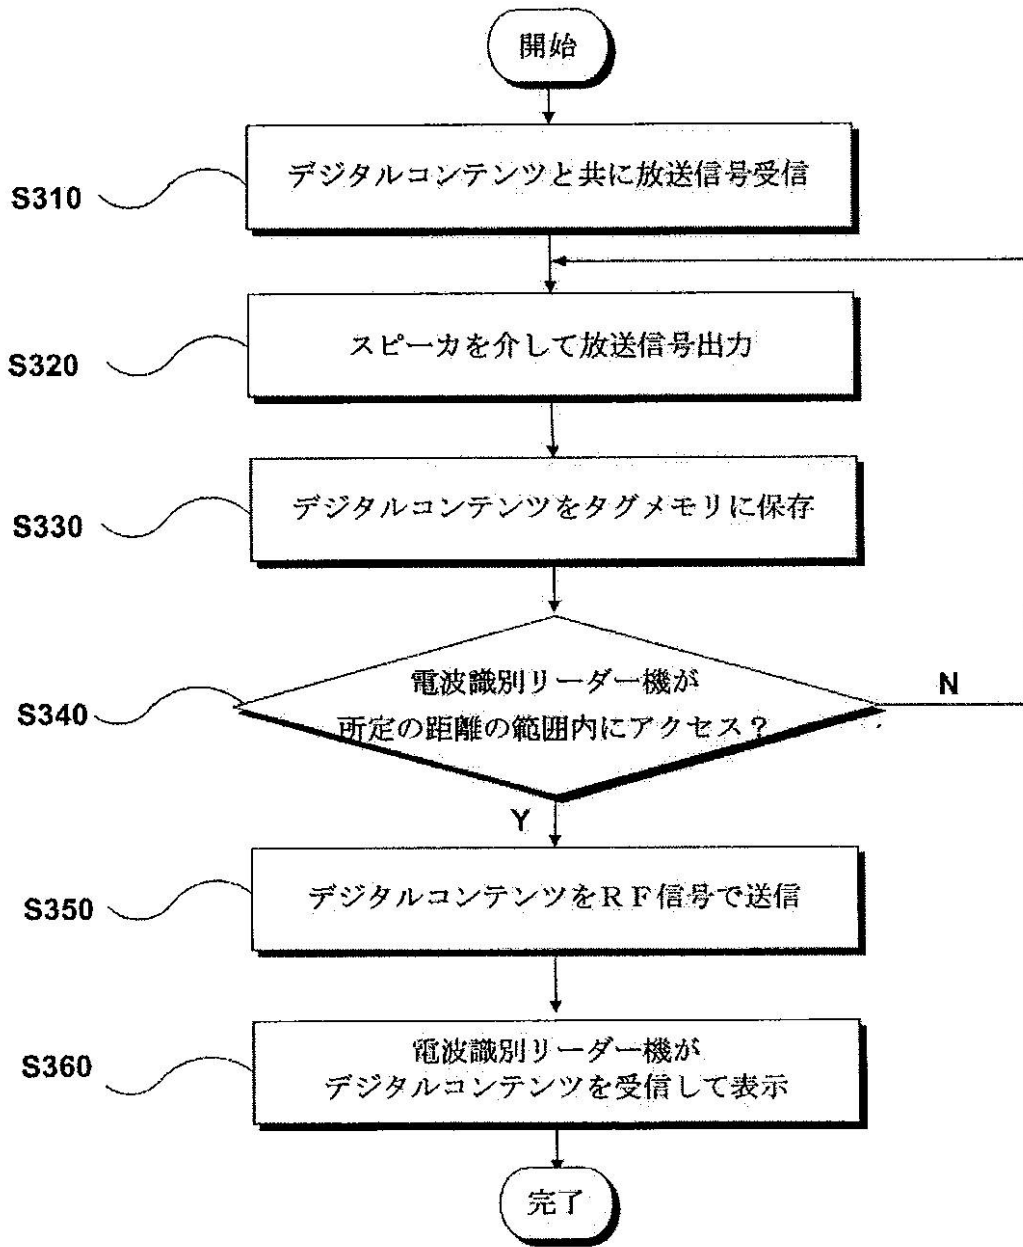 開始
S310
デジタルコンテンツと共に放送信号受信
S320
スピーカを介して放送信号出力
S330
デジタルコンテンツをタグメモリに保存
S340
電波識別リーダー機が
所定の距離の範囲内にアクセス？
N
Y
S350
デジタルコンテンツをＲＦ信号で送信
S360
電波識別リーダー機が
デジタルコンテンツを受信して表示
完了